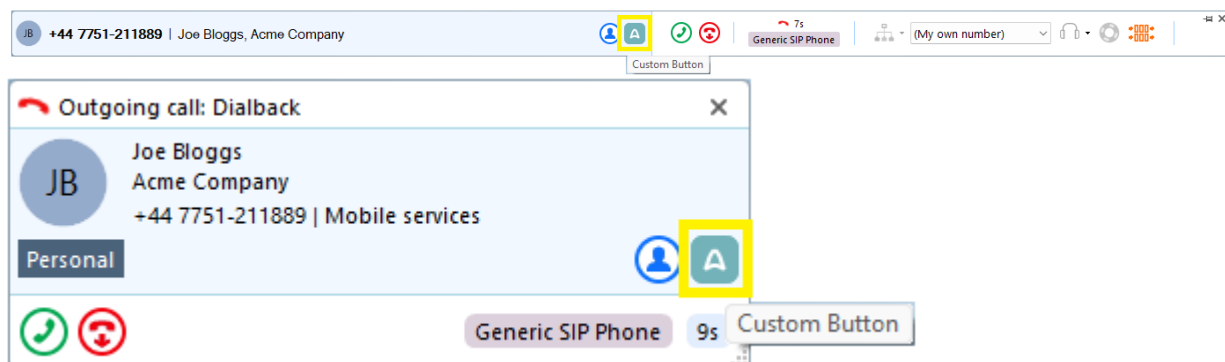 JB +44 7751-211889 | Joe Bloggs, Acme Company A 7s Generic SIP Phone (My own number)
Custom Button
Outgoing call: Dialback
JB
Joe Bloggs
Acme Company
+44 7751-211889 | Mobile services
Personal A
Generic SIP Phone 9s
Custom Button